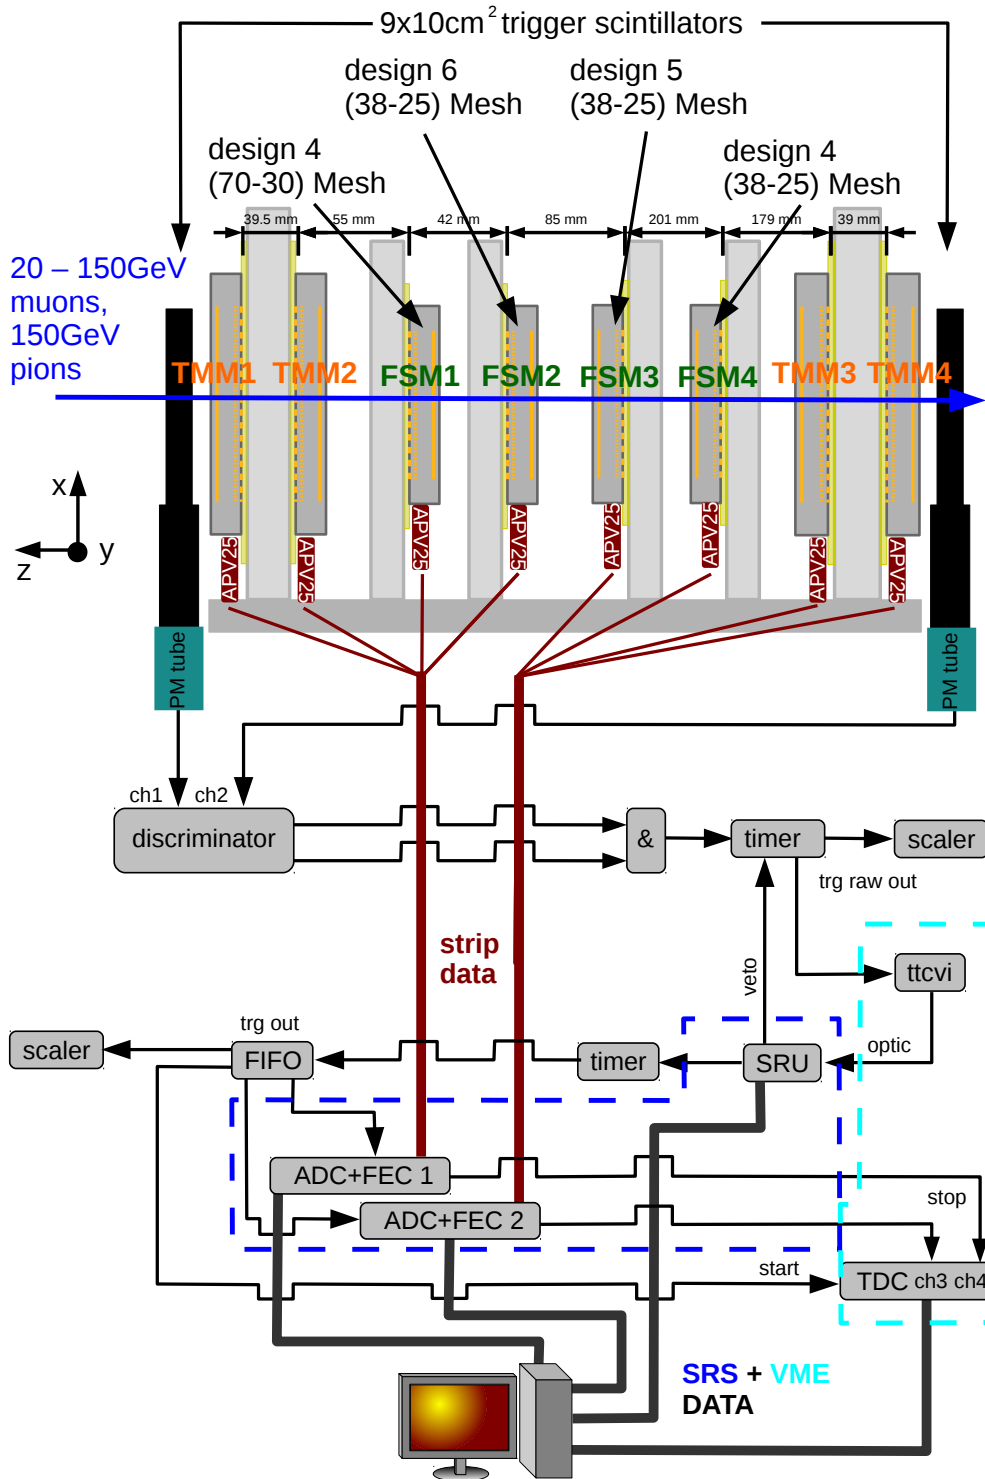 9x10cm2 trigger scintillators
design 6
(38-25) Mesh
design 5
(38-25) Mesh
design 4
(70-30) Mesh
design 4
(38-25) Mesh
39.5 mm
55 mm
42 mm
85 mm
201 mm
179 mm
39 mm
20 – 150GeV
muons,
150GeV
pions
TMM1
TMM2
FSM1
FSM2
FSM3
FSM4
TMM3
TMM4
x
y
z
APV25
APV25
APV25
APV25
APV25
APV25
APV25
APV25
PM tube
PM tube
ch1
ch2
discriminator
&
timer
scaler
trg raw out
strip
data
veto
ttcvi
optic
trg out
scaler
FIFO
timer
SRU
ADC+FEC 1
ADC+FEC 2
stop
start
TDC ch3 ch4
SRS + VME
DATA